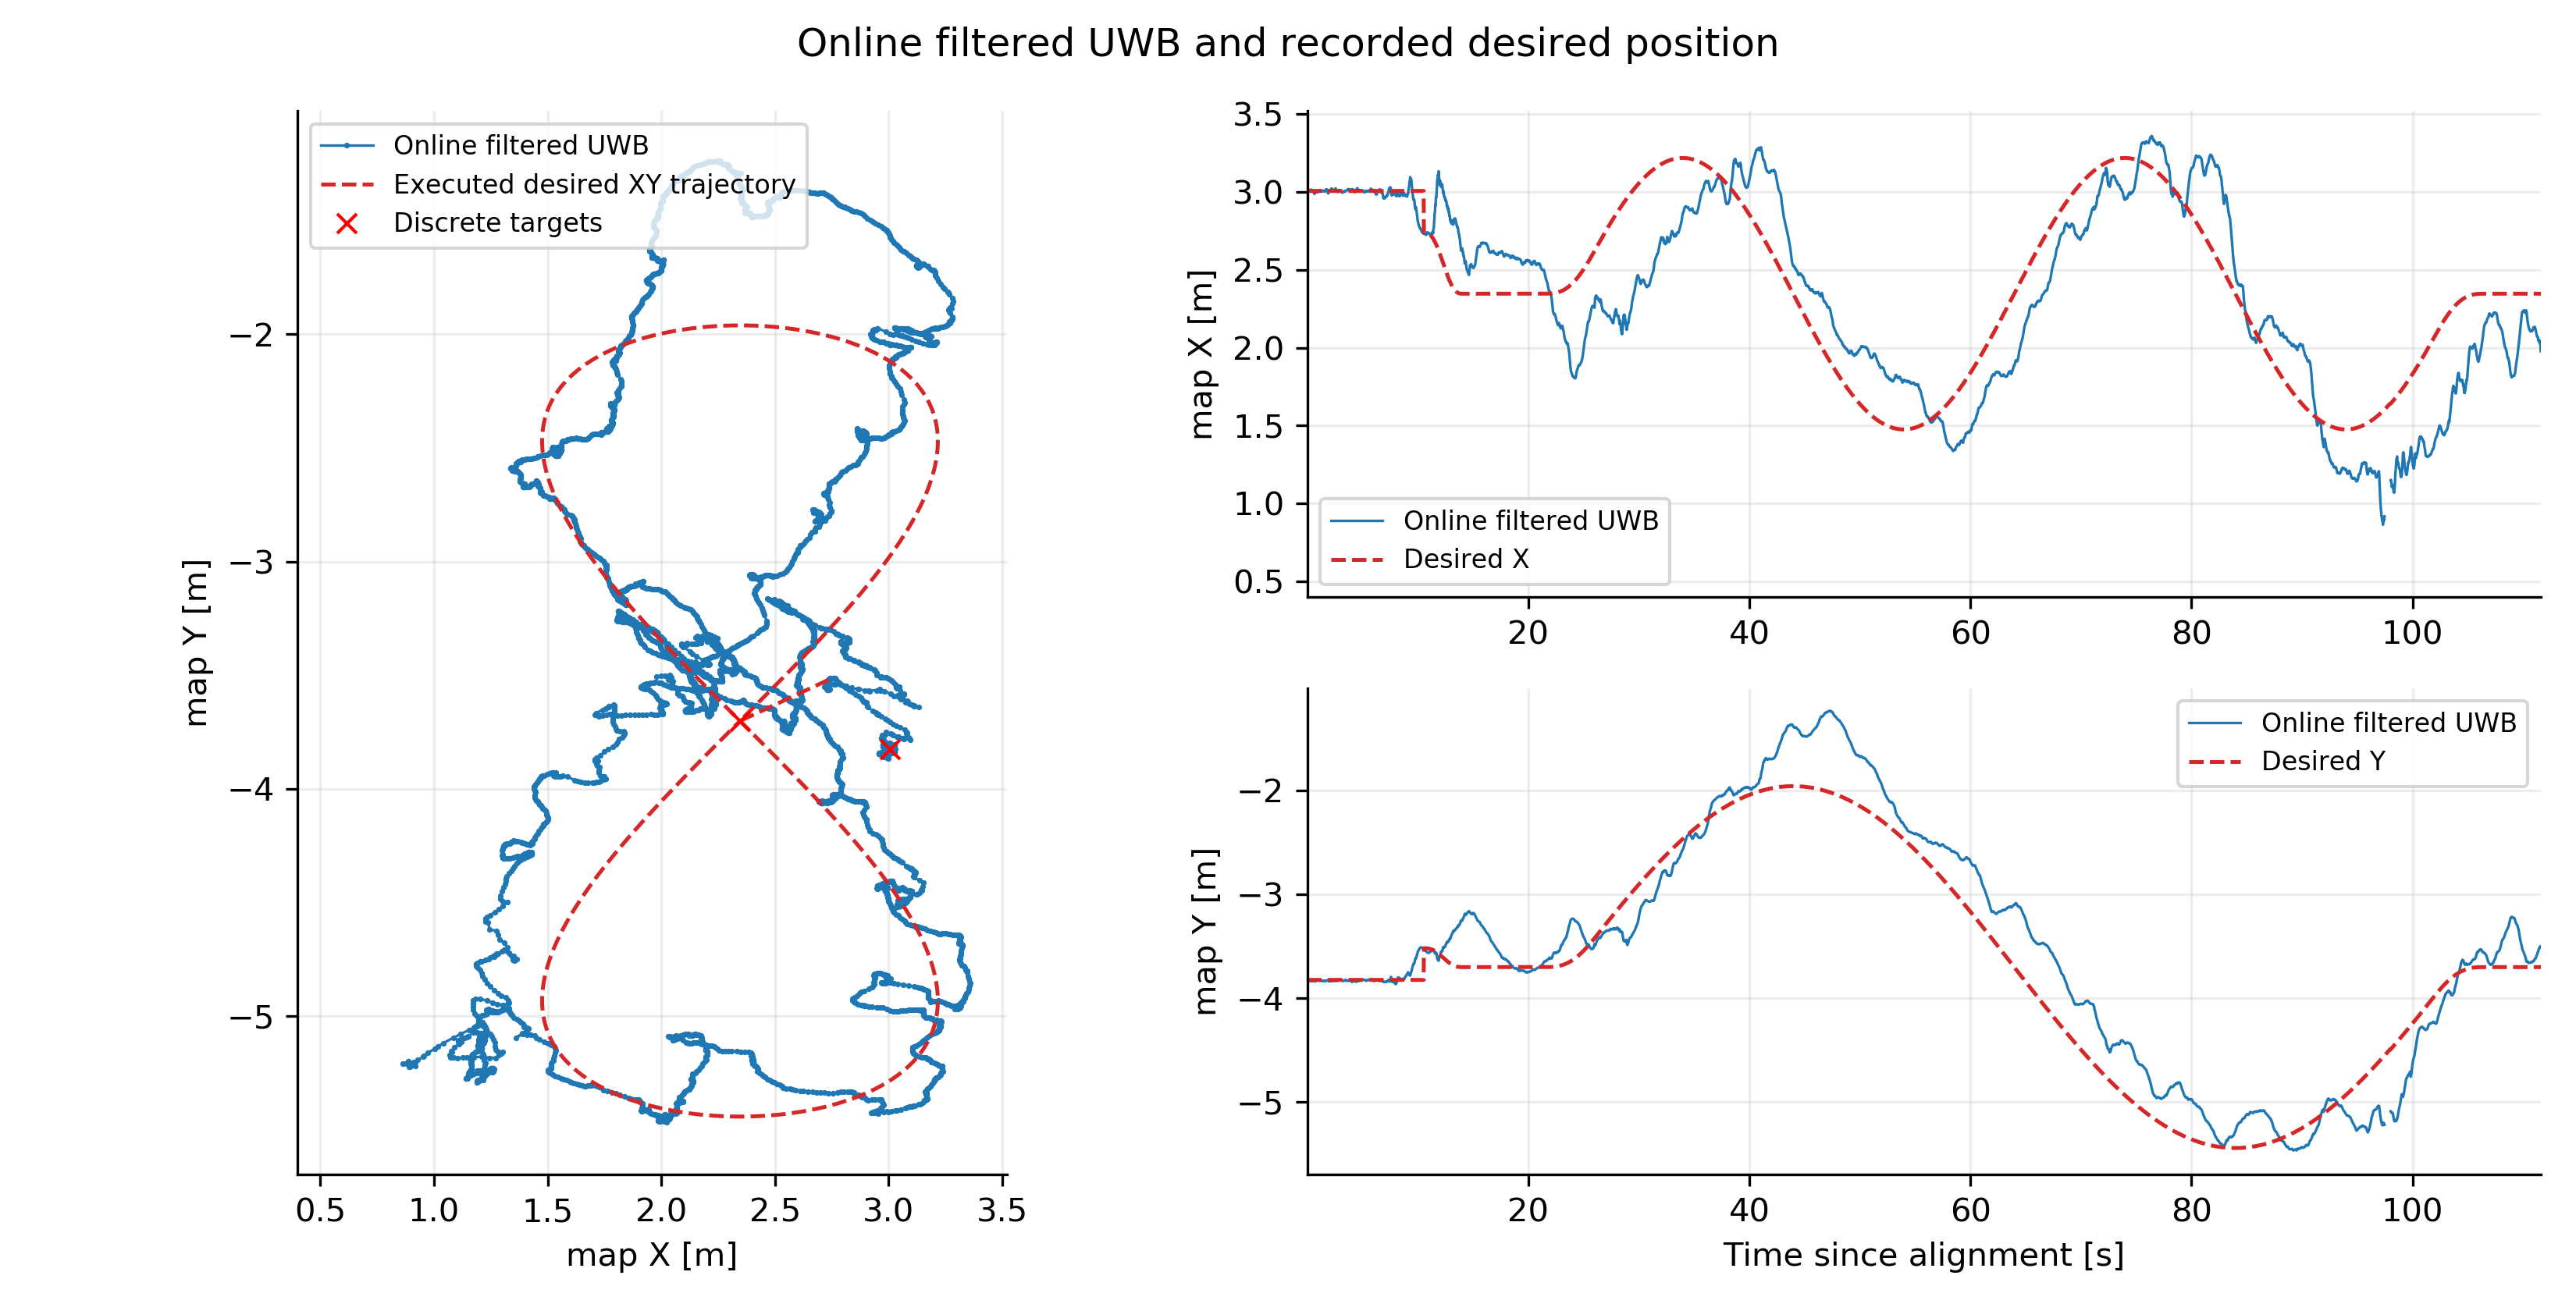 Online filtered UWB and recorded desired position
Online filtered UWB
Executed desired XY trajectory
Discrete targets
−2
−3
−4
−5
map Y [m]
0.5 1.0 1.5 2.0 2.5 3.0 3.5
map X [m]
3.5
3.0
2.5
2.0
1.5
1.0
0.5
map X [m]
Online filtered UWB
Desired X
20 40 60 80 100
Online filtered UWB
Desired Y
−2
−3
−4
−5
map Y [m]
20 40 60 80 100
Time since alignment [s]